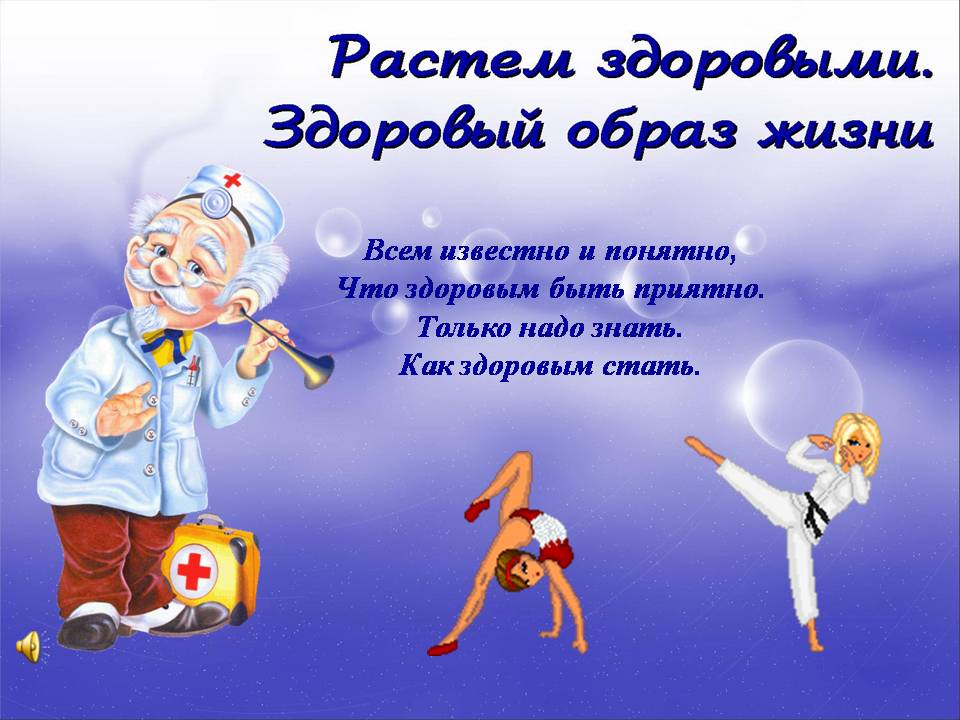 Растем здоровыми.
Здоровый образ жизни
Всем известно и понятно,
Что здоровым быть приятно.
Только надо знать.
Как здоровым стать.